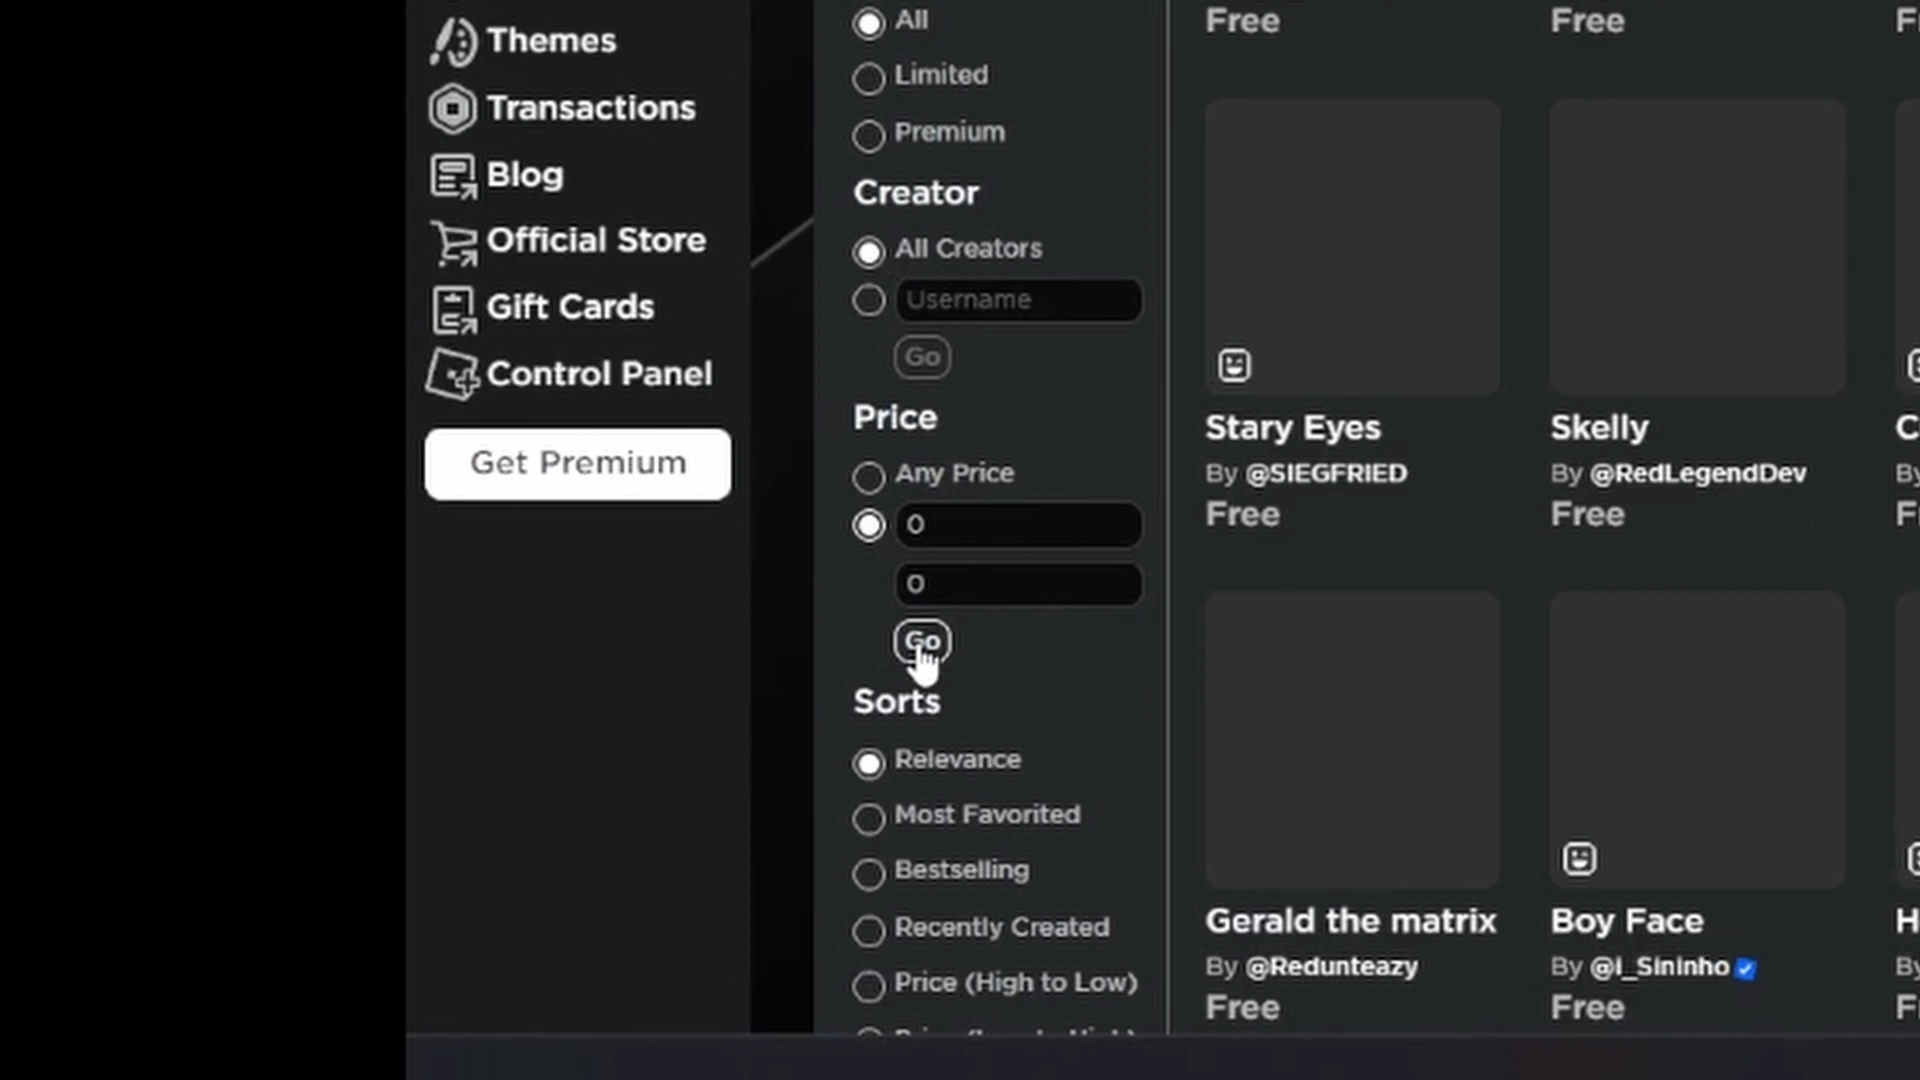 Themes
Transactions
Blog
Official Store
Gift Cards
Control Panel
Get Premium
All
Limited
Premium
Creator
All Creators
Username
Go
Price
Any Price
0
0
Go
Sorts
Relevance
Most Favorited
Bestselling
Recently Created
Price (High to Low)
Free
Free
Stary Eyes
By @SIEGFRIED
Free
Skelly
By @RedLegendDev
Free
Gerald the matrix
By @Redunteazy
Free
Boy Face
By @i_Sininho
Free